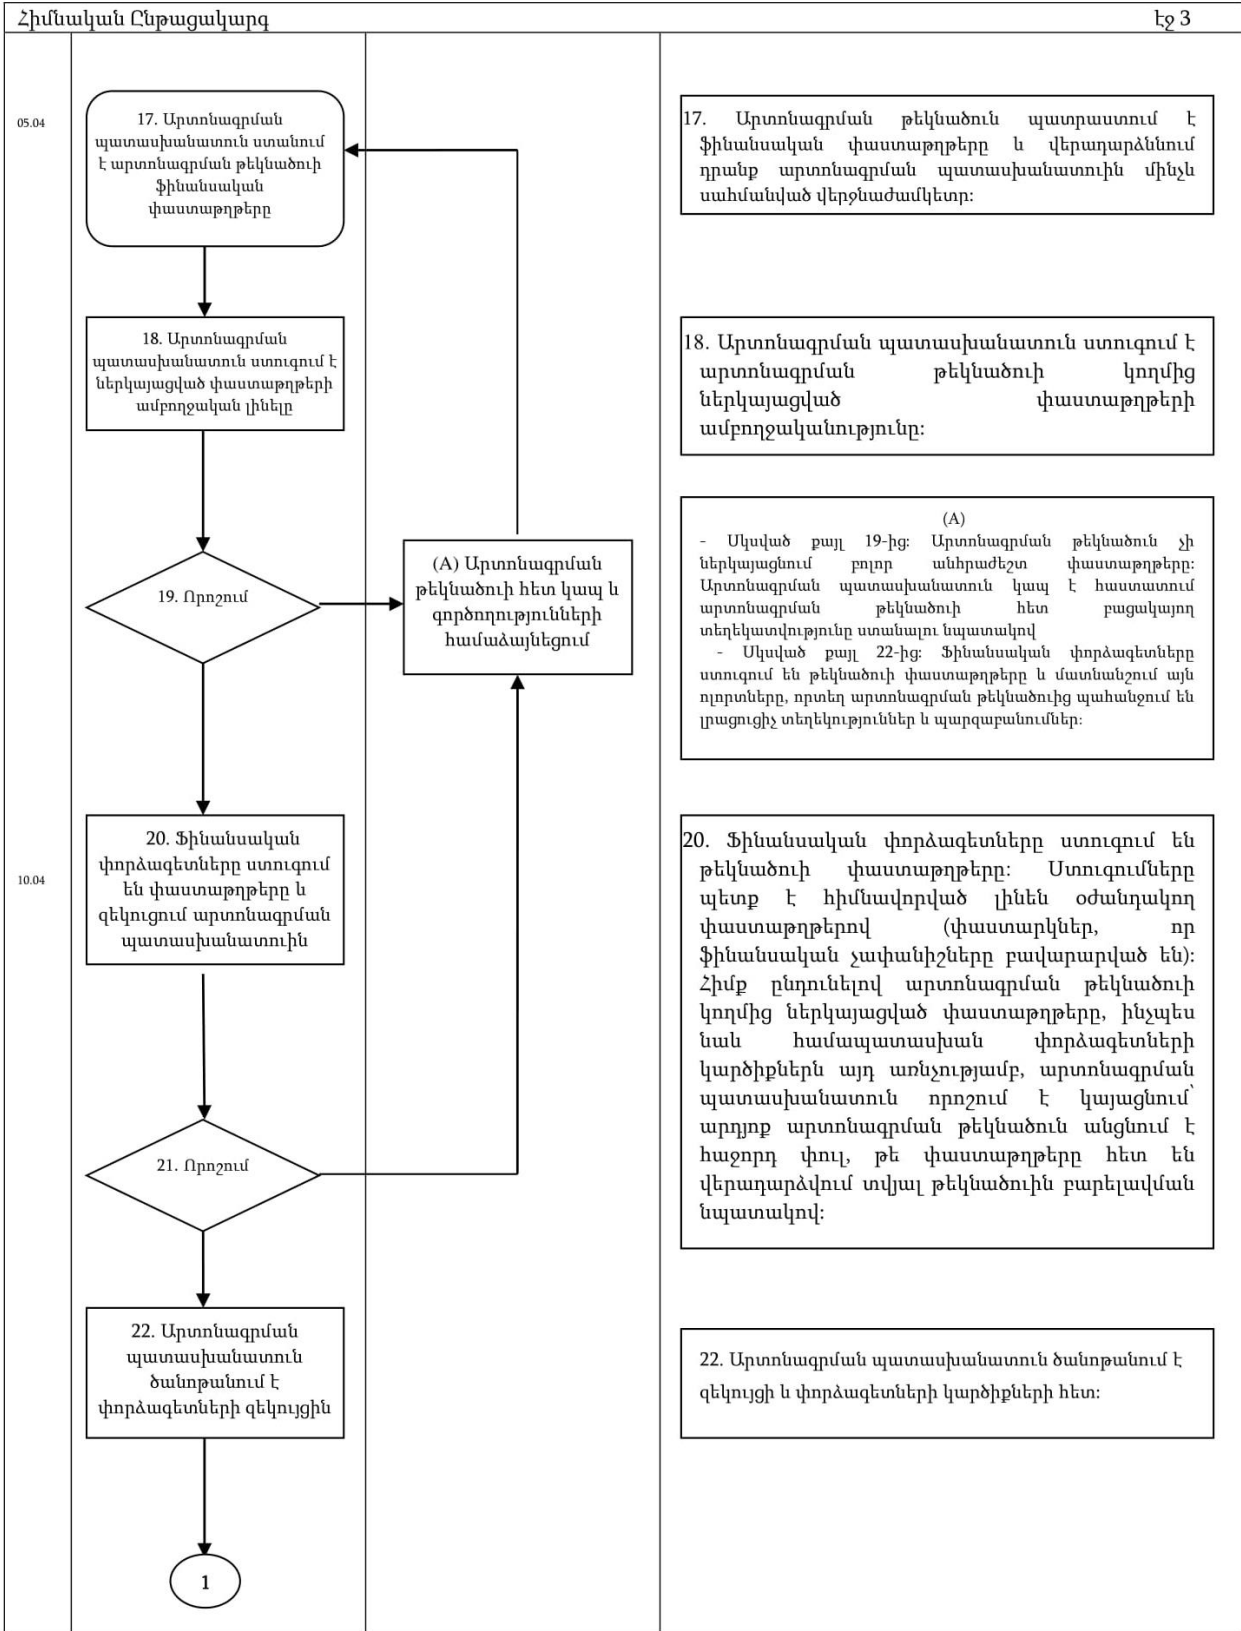 Հիմնական Ընթացակարգ
էջ 3
05.04
17. Արտոնագրման
պատասխանատուն ստանում
է արտոնագրման թեկնածուի
ֆինանսական
փաստաթղթերը
17. Արտոնագրման թեկնածուն պատրաստում է
ֆինանսական փաստաթղթերը և վերադարձննում
դրանք արտոնագրման պատասխանատուին մինչև
սահմանված վերջնաժամկետր:
18. Արտոնագրման
պատասխանատուն ստուգում է
ներկայացված փաստաթղթերի
ամբողջական լինելը
18. Արտոնագրման պատասխանատուն ստուգում է
արտոնագրման թեկնածուի կողմից
ներկայացված փաստաթղթերի
ամբողջականությունը:
19. Որոշում
(A) Արտոնագրման
թեկնածուի հետ կապ և
գործողությունների
համաձայնեցում
(A)
- Սկսված քայլ 19-ից: Արտոնագրման թեկնածուն չի
ներկայացնում բոլոր անհրաժեշտ փաստաթղթերը:
Արտոնագրման պատասխանատուն կապ է հաստատում
արտոնագրման թեկնածուի հետ բացակայող
տեղեկատվությունը ստանալու նպատակով
- Սկսված քայլ 22-ից: Ֆինանսական փորձագետները
ստուգում են թեկնածուի փաստաթղթերը և մատնանշում այն
ոլորտները, որտեղ արտոնագրման թեկնածուից պահանջում են
լրացուցիչ տեղեկություններ և պարզաբանումներ:
10.04
20. Ֆինանսական
փորձագետները ստուգում
են փաստաթղթերը և
զեկուցում արտոնագրման
պատասխանատուին
20. Ֆինանսական փորձագետները ստուգում են
թեկնածուի փաստաթղթերը: Ստուգումները
պետք է հիմնավորված լինեն օժանդակող
փաստաթղթերով (փաստարկներ, որ
ֆինանսական չափանիշները բավարարված են):
Հիմք ընդունելով արտոնագրման թեկնածուի
կողմից ներկայացված փաստաթղթերը, ինչպես
նաև համապատասխան փորձագետների
կարծիքներն այդ առնչությամբ, արտոնագրման
պատասխանատուն որոշում է կայացնում՝
արդյոք արտոնագրման թեկնածուն անցնում է
հաջորդ փուլ, թե փաստաթղթերը հետ են
վերադարձվում տվյալ թեկնածուին բարելավման
նպատակով:
21. Որոշում
22. Արտոնագրման
պատասխանատուն
ծանոթանում է
փորձագետների զեկույցին
22. Արտոնագրման պատասխանատուն ծանոթանում է
զեկույցի և փորձագետների կարծիքների հետ:
1